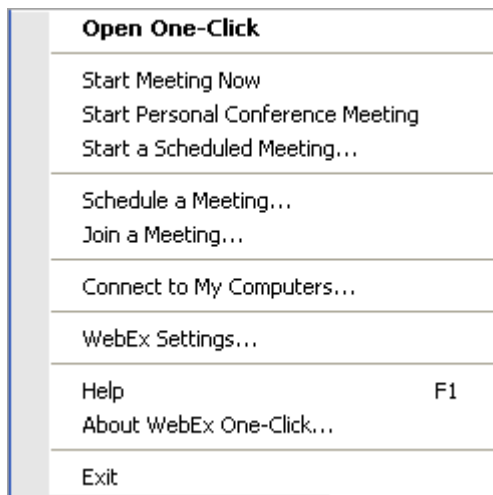 Open One-Click
Start Meeting Now
Start Personal Conference Meeting
Start a Scheduled Meeting...
Schedule a Meeting...
Join a Meeting...
Connect to My Computers...
WebEx Settings...
Help F1
About WebEx One-Click...
Exit